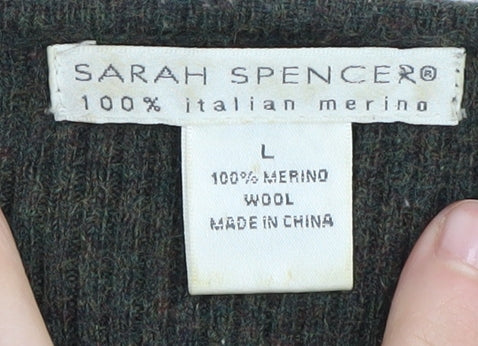 SARAH SPENCER®
100% italian merino
L
100% MERINO
WOOL
MADE IN CHINA